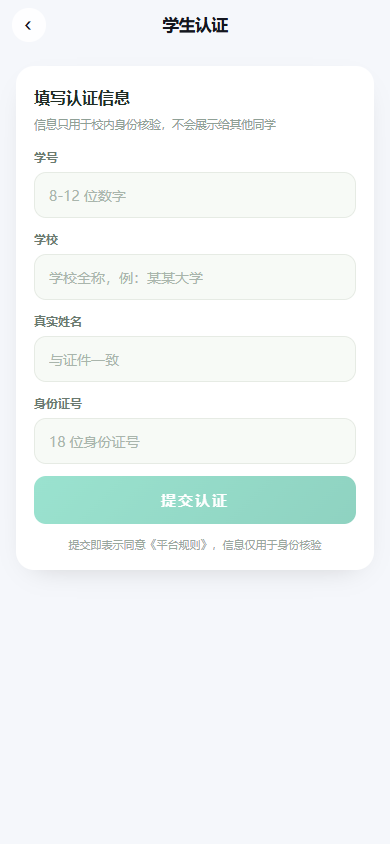 学生认证
填写认证信息
信息只用于校内身份核验，不会展示给其他同学
学号
8-12 位数字
学校
学校全称，例：某某大学
真实姓名
与证件一致
身份证号
18 位身份证号
提交认证
提交即表示同意《平台规则》，信息仅用于身份核验